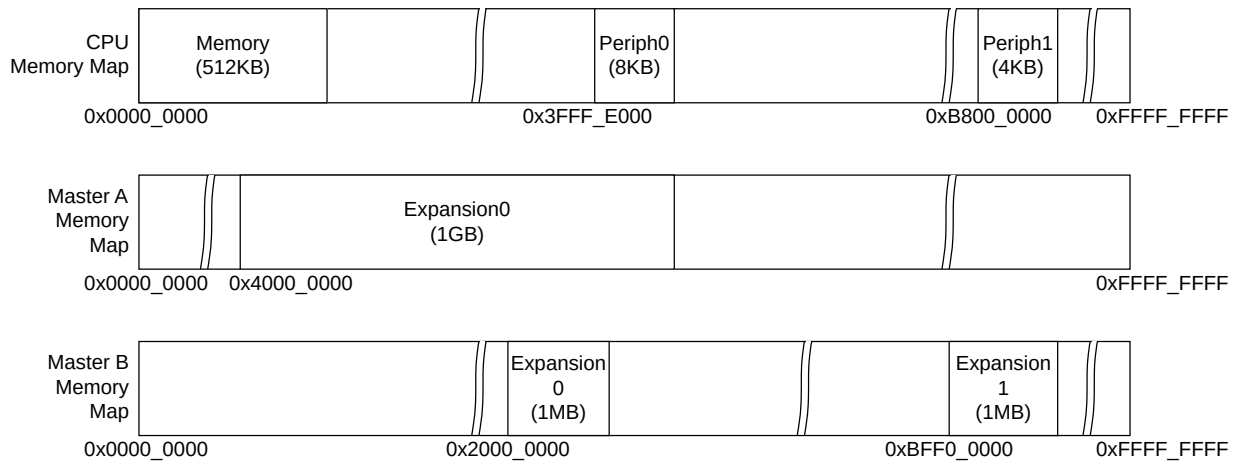 CPU
Memory Map
Memory
(512KB)
Periph0
(8KB)
Periph1
(4KB)
0x0000_0000
0x3FFF_E000
0xB800_0000
0xFFFF_FFFF
Master A
Memory
Map
Expansion0
(1GB)
0x0000_0000
0x4000_0000
0xFFFF_FFFF
Master B
Memory
Map
Expansion
0
(1MB)
Expansion
1
(1MB)
0x0000_0000
0x2000_0000
0xBFF0_0000
0xFFFF_FFFF